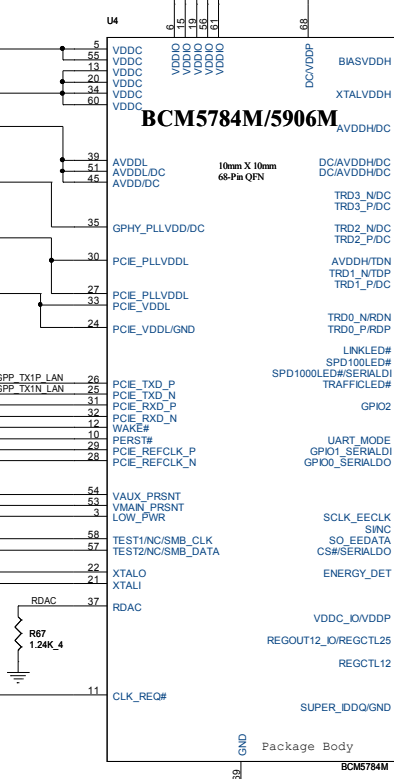 U4
6
15
19
56
61
68
VDDIO
VDDIO
VDDIO
VDDIO
VDDIO
DC/VDDP
5 VDDC
55 VDDC
13 VDDC
20 VDDC
34 VDDC
60 VDDC
BIASVDDH
XTALVDDH
BCM5784M/5906M
AVDDH/DC
39 AVDDL
51 AVDDL/DC
45 AVDD/DC
10mm X 10mm
68-Pin QFN
DC/AVDDH/DC
DC/AVDDH/DC
TRD3_N/DC
TRD3_P/DC
35 GPHY_PLLVDD/DC
TRD2_N/DC
TRD2_P/DC
30 PCIE_PLLVDDL
AVDDH/TDN
TRD1_N/TDP
TRD1_P/DC
27 PCIE_PLLVDDL
33 PCIE_VDDL
24 PCIE_VDDL/GND
TRD0_N/RDN
TRD0_P/RDP
LINKLED#
SPD100LED#
SPD1000LED#/SERIALDI
TRAFFICLED#
GPP_TX1P_LAN 26 PCIE_TXD_P
GPP_TX1N_LAN 25 PCIE_TXD_N
31 PCIE_RXD_P
32 PCIE_RXD_N
12 WAKE#
10 PERST#
29 PCIE_REFCLK_P
28 PCIE_REFCLK_N
GPIO2
UART_MODE
GPIO1_SERIALDI
GPIO0_SERIALDO
54 VAUX_PRSNT
53 VMAIN_PRSNT
3 LOW_PWR
58 TEST1/NC/SMB_CLK
57 TEST2/NC/SMB_DATA
SCLK_EECLK
SI/NC
SO_EEDATA
CS#/SERIALDO
22 XTALO
21 XTALI
ENERGY_DET
RDAC 37 RDAC
R67
1.24K_4
VDDC_IO/VDDP
REGOUT12_IO/REGCTL25
REGCTL12
11 CLK_REQ#
SUPER_IDDQ/GND
GND
Package Body
69
BCM5784M